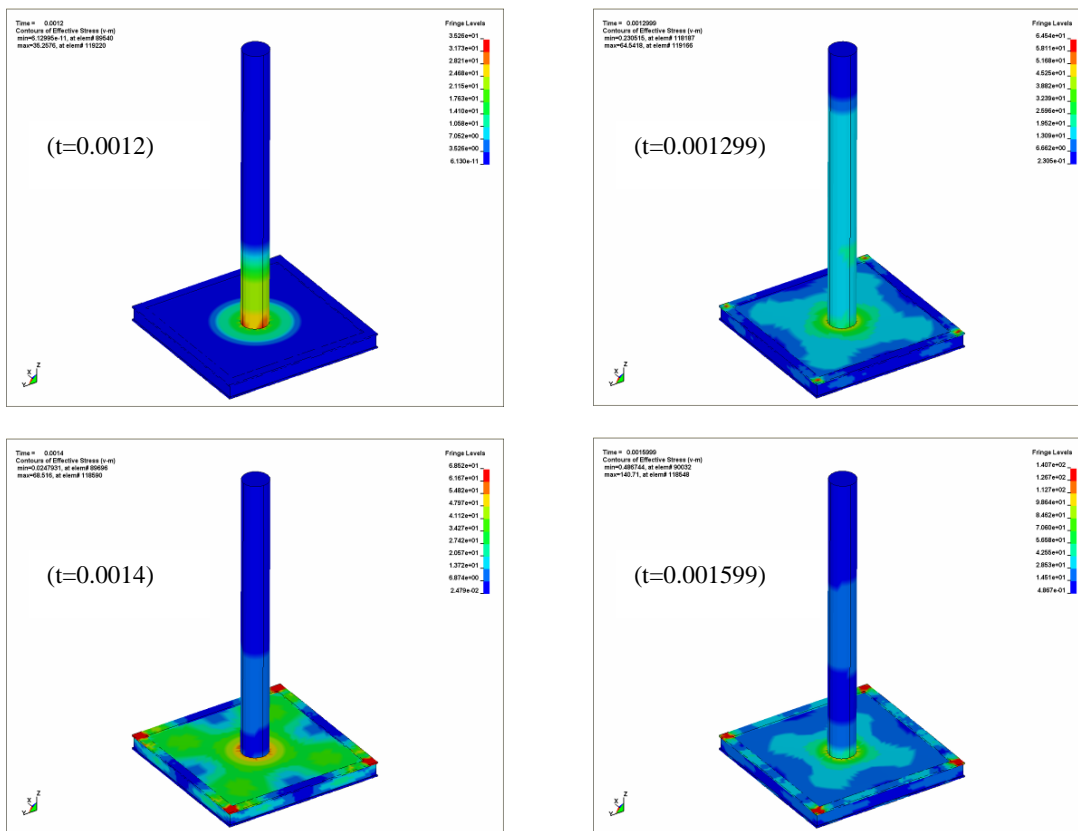 Time = 0.0012
Contours of Effective Stress (v-m)
min=6.12995e-11, at elem# 89540
max=35.2576, at elem# 119220
Fringe Levels
3.526e+01
3.173e+01
2.821e+01
2.468e+01
2.115e+01
1.763e+01
1.410e+01
1.058e+01
7.052e+00
3.526e+00
6.130e-11
(t=0.0012)
Z
X
Y
Time = 0.0012999
Contours of Effective Stress (v-m)
min=0.230515, at elem# 118187
max=64.5418, at elem# 119166
Fringe Levels
6.454e+01
5.811e+01
5.168e+01
4.525e+01
3.882e+01
3.239e+01
2.596e+01
1.952e+01
1.309e+01
6.662e+00
2.305e-01
(t=0.001299)
Z
X
Y
Time = 0.0014
Contours of Effective Stress (v-m)
min=0.0247931, at elem# 89696
max=68.516, at elem# 118590
Fringe Levels
6.852e+01
6.167e+01
5.482e+01
4.797e+01
4.112e+01
3.427e+01
2.742e+01
2.057e+01
1.372e+01
6.874e+00
2.479e-02
(t=0.0014)
Z
X
Y
Time = 0.0015999
Contours of Effective Stress (v-m)
min=0.486744, at elem# 90032
max=140.71, at elem# 118548
Fringe Levels
1.407e+02
1.267e+02
1.127e+02
9.864e+01
8.462e+01
7.060e+01
5.658e+01
4.255e+01
2.853e+01
1.451e+01
4.867e-01
(t=0.001599)
Z
X
Y